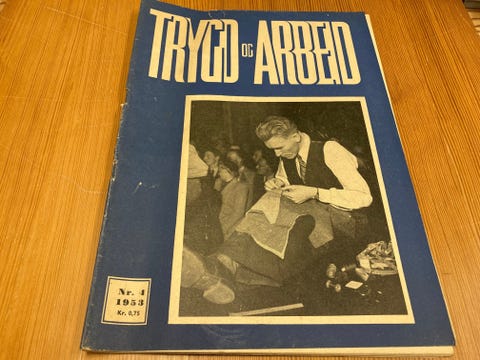 TRYGD OG ARBEID
Nr. 4
1953
Kr. 0,75